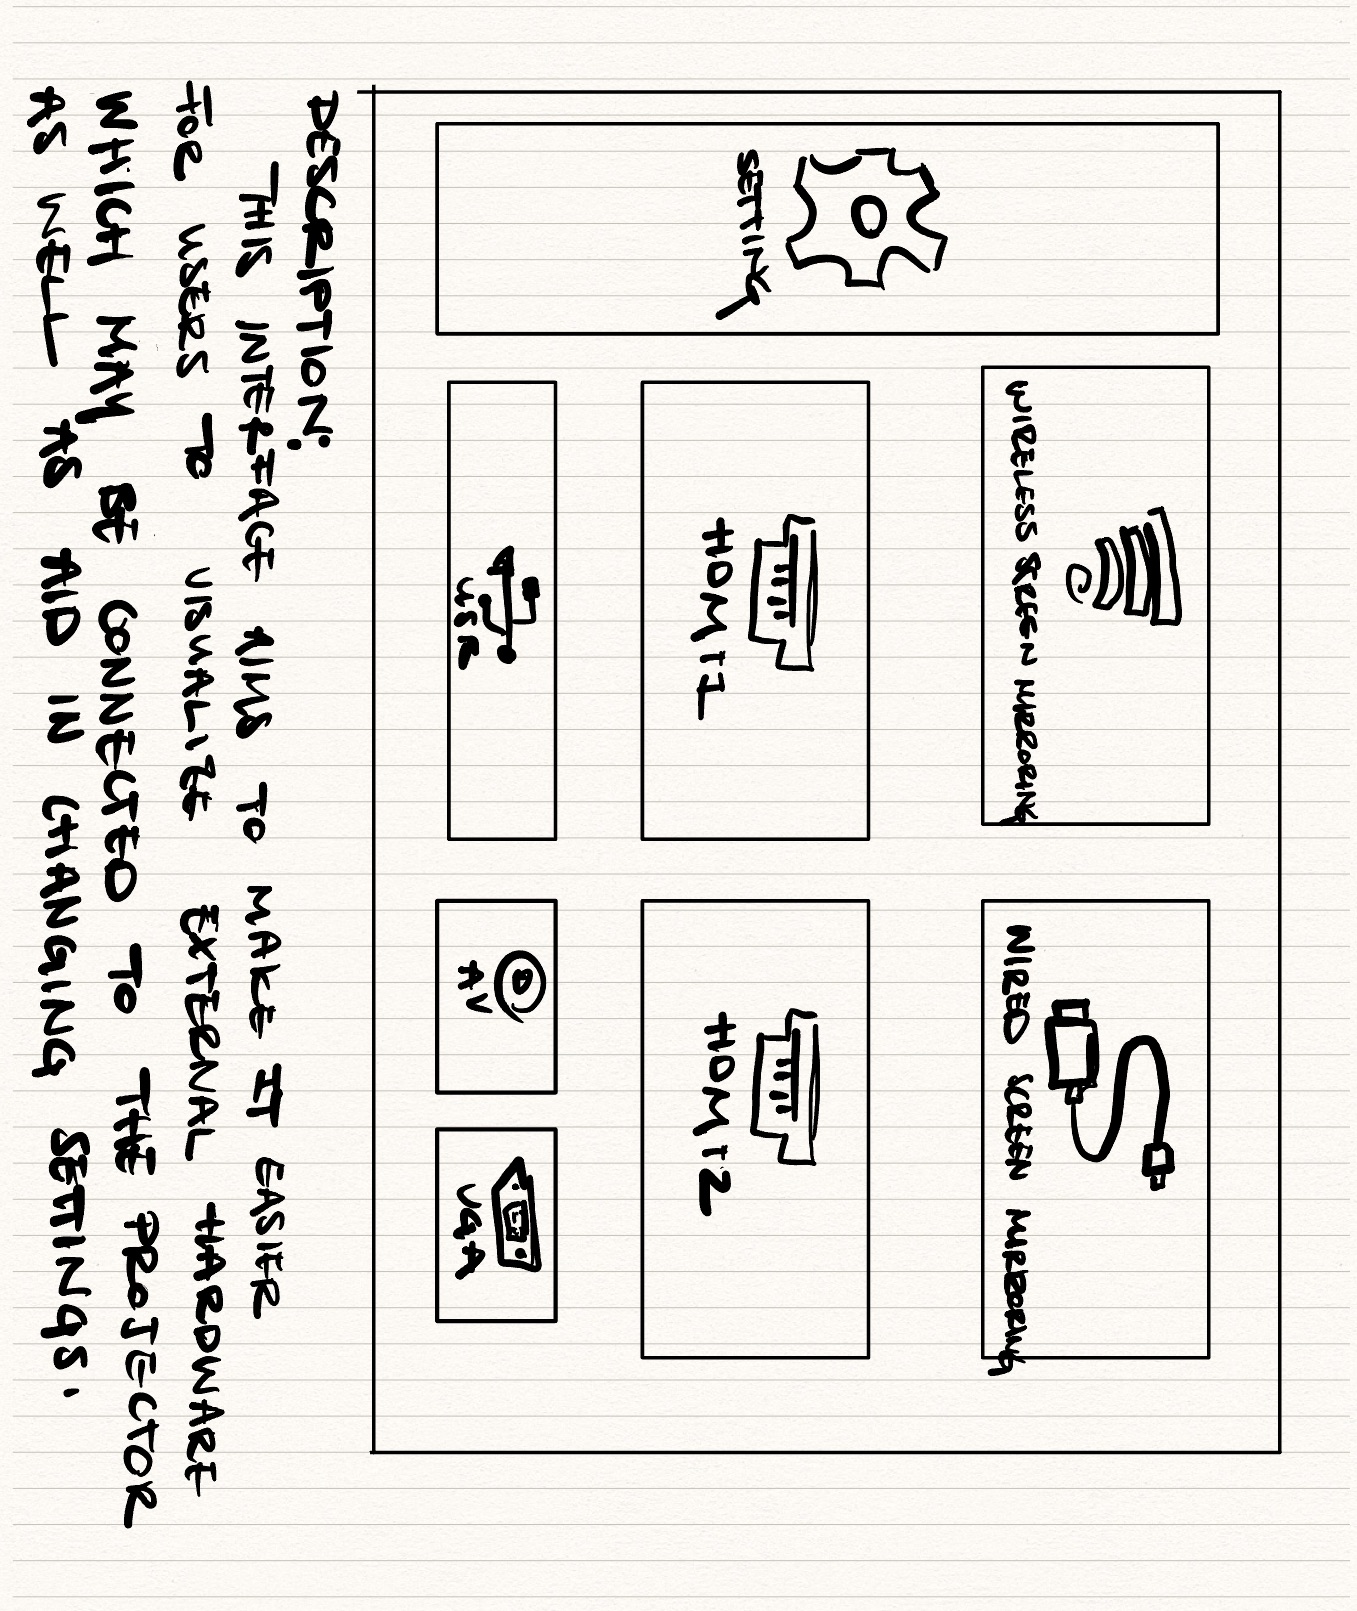 WIRELESS SCREEN MIRRORING
WIRED SCREEN MIRRORING
SETTING
HDMI1
HDMI2
USB
AV
VGA
DESCRIPTION:
THIS INTERFACE AIMS TO MAKE IT EASIER
FOR USERS TO VISUALIZE EXTERNAL HARDWARE
WHICH MAY BE CONNECTED TO THE PROJECTOR
AS WELL AS AID IN CHANGING SETTINGS.